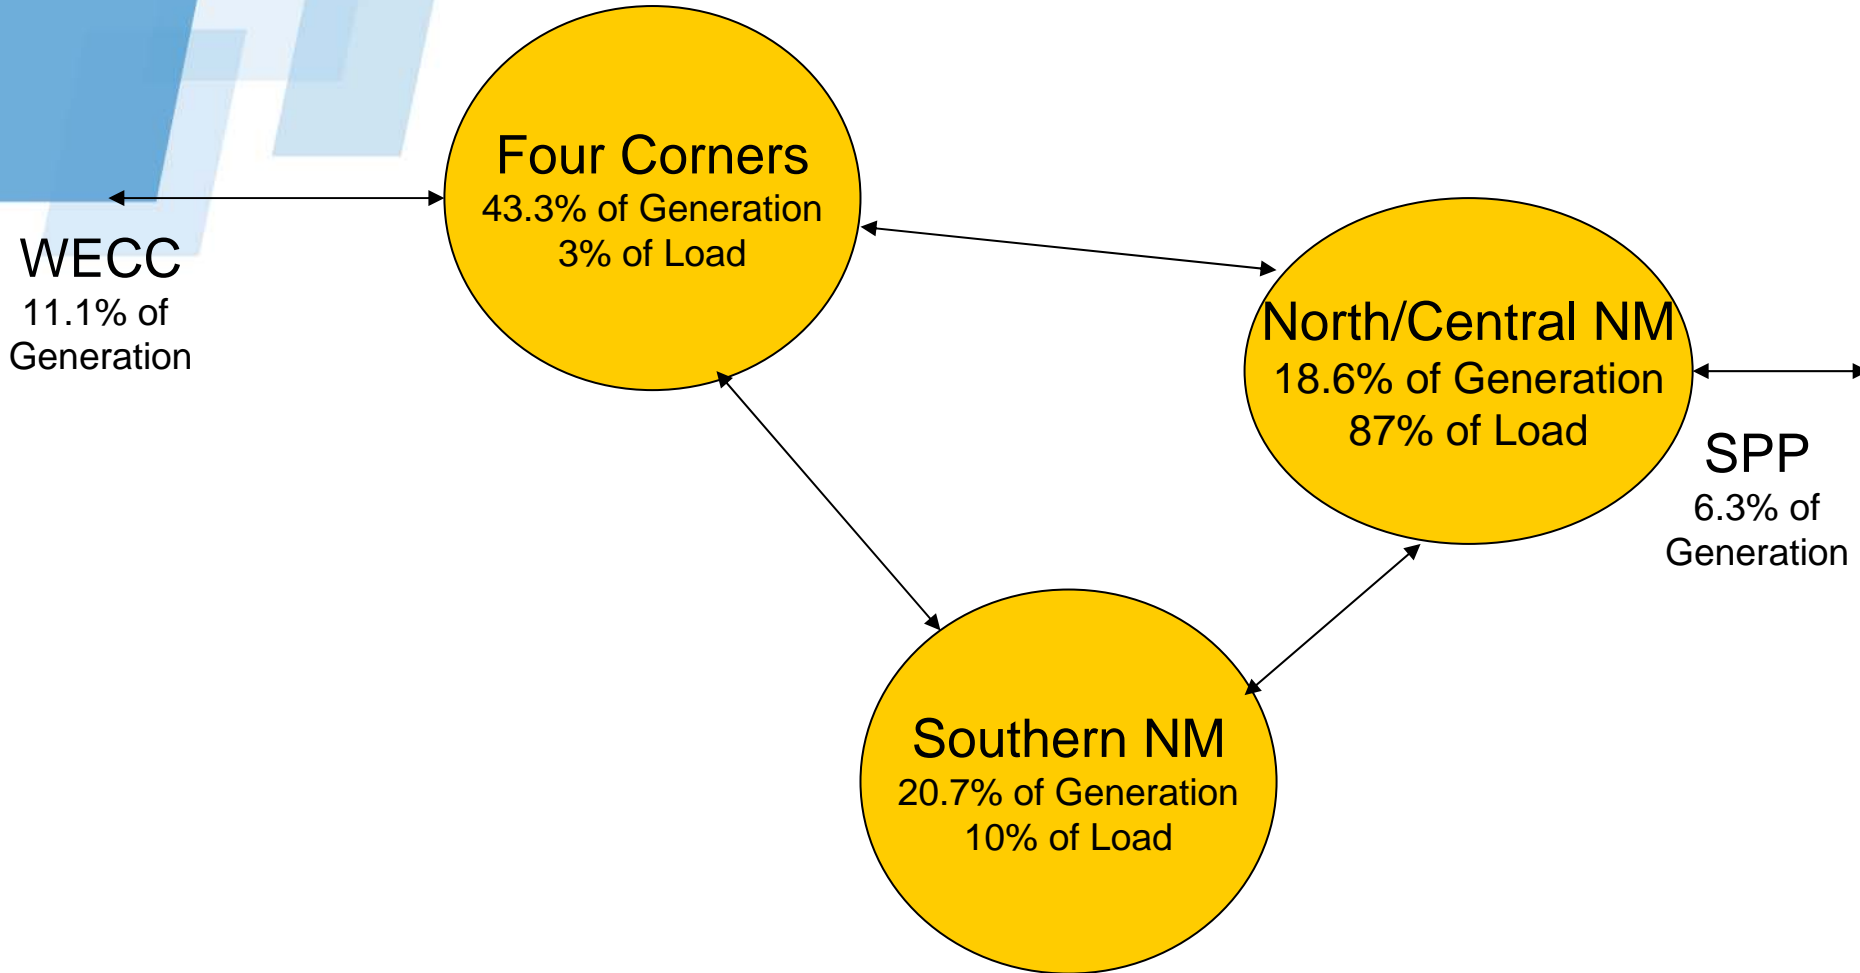 Four Corners
43.3% of Generation
3% of Load
WECC
11.1% of
Generation
North/Central NM
18.6% of Generation
87% of Load
SPP
6.3% of
Generation
Southern NM
20.7% of Generation
10% of Load